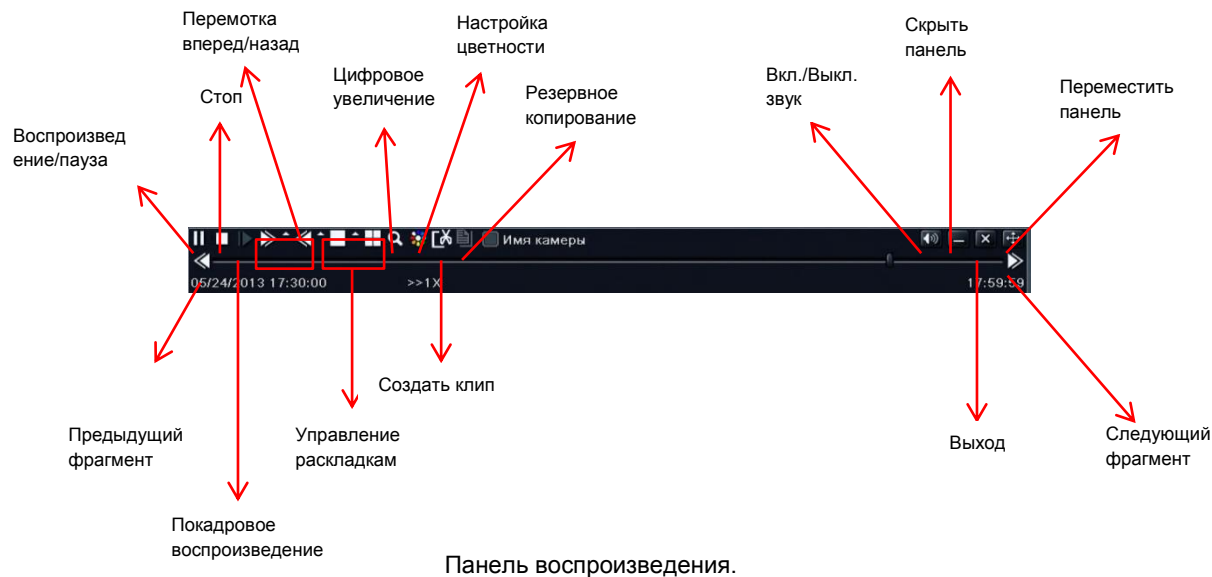 Перемотка
вперед/назад
Настройка
цветности
Скрыть
панель
Цифровое
увеличение
Вкл./Выкл.
звук
Стоп
Резервное
копирование
Переместить
панель
Воспроизвед
ение/пауза
Имя камеры
05/24/2013 17:30:00
>>1X
17:59:59
Создать клип
Предыдущий
фрагмент
Управление
раскладкам
Выход
Следующий
фрагмент
Покадровое
воспроизведение
Панель воспроизведения.